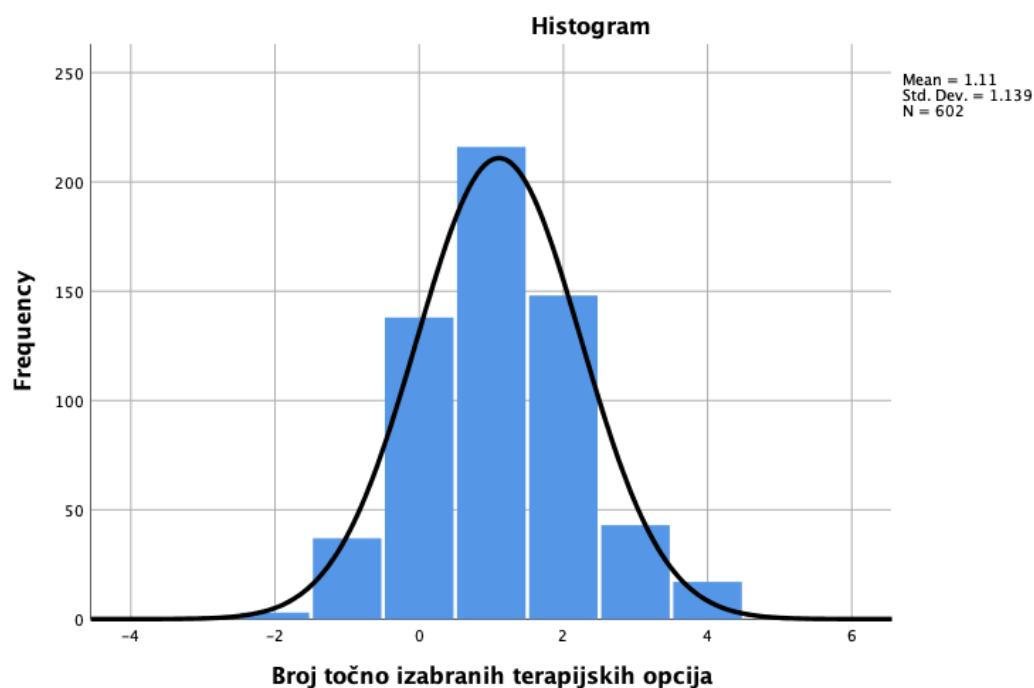 Histogram
Mean = 1.11
Std. Dev. = 1.139
N = 602
Frequency
250
200
150
100
50
0
-4
-2
0
2
4
6
Broj točno izabranih terapijskih opcija